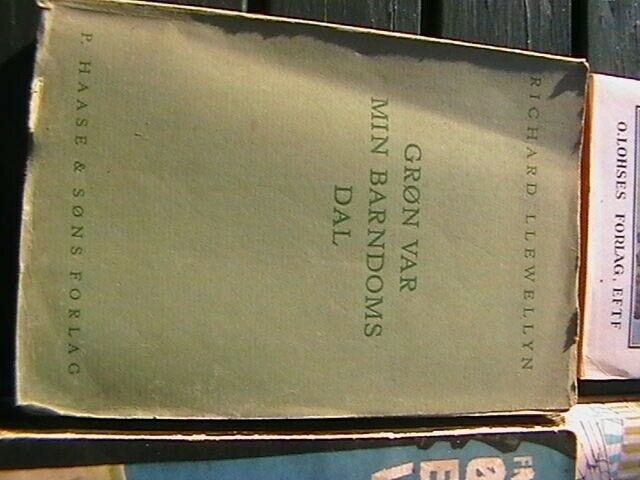 RICHARD LLEWELLYN
GRØN VAR
MIN BARNDOMS
DAL
P. HAASE & SØNS FORLAG
O. LOHSES FORLAG, EFTF